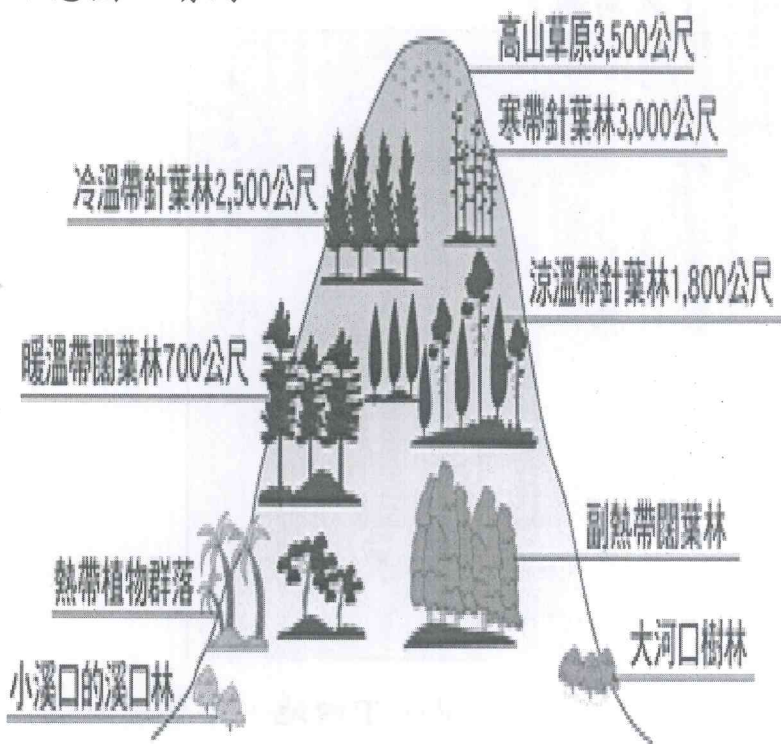 高山草原3,500公尺
寒帶針葉林3,000公尺
冷溫帶針葉林2,500公尺
涼溫帶針葉林1,800公尺
暖溫帶闊葉林700公尺
副熱帶闊葉林
熱帶植物群落
大河口樹林
小溪口的溪口林